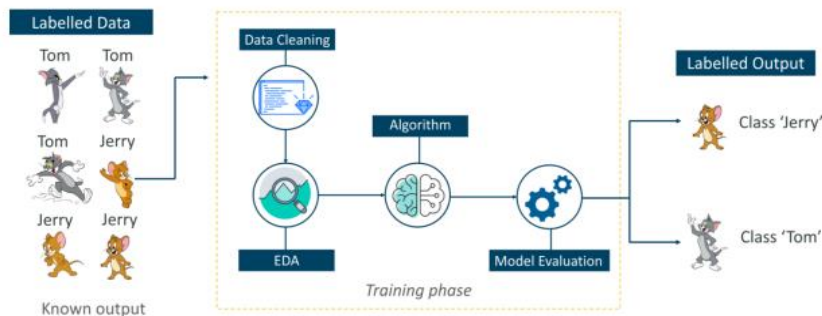 Labelled Data
Tom Tom
Tom Jerry
Jerry Jerry
Known output
Data Cleaning
EDA
Algorithm
Model Evaluation
Training phase
Labelled Output
Class ‘Jerry’
Class ‘Tom’